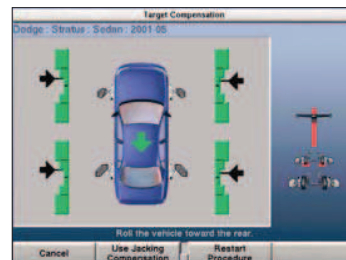 Target Compensation
Dodge : Stratus : Sedan : 2001-05
Roll the vehicle toward the rear.
Cancel
Use Jacking
Compensation
Restart
Procedure